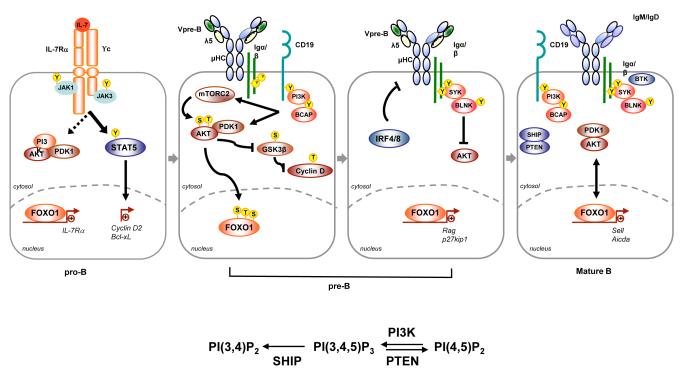 IL-7
IL-7Rα
Yc
Y
JAK1
Y
JAK3
PI3
K
AKT
PDK1
Y
STAT5
cytosol
FOXO1
IL-7Rα
Cyclin D2
Bcl-xL
nucleus
pro-B
Vpre-B
λ5
μHC
Igα/
β
CD19
Y
Y
mTORC2
Y
PI3K
Y
BCAP
S
T
PDK1
AKT
S
GSK3β
T
Cyclin D
cytosol
S
T
S
FOXO1
nucleus
Vpre-B
λ5
μHC
Igα/
β
Y
SYK
Y
BLNK
Y
IRF4/8
AKT
cytosol
FOXO1
Rag
p27kip1
nucleus
pre-B
IgM/IgD
CD19
Igα/
β
BTK
Y
PI3K
Y
BCAP
Y
SYK
Y
BLNK
Y
SHIP
PTEN
PDK1
AKT
cytosol
FOXO1
Sell
Aicda
nucleus
Mature B
PI3K
PI(3,4)P2
PI(3,4,5)P3
PI(4,5)P2
SHIP
PTEN